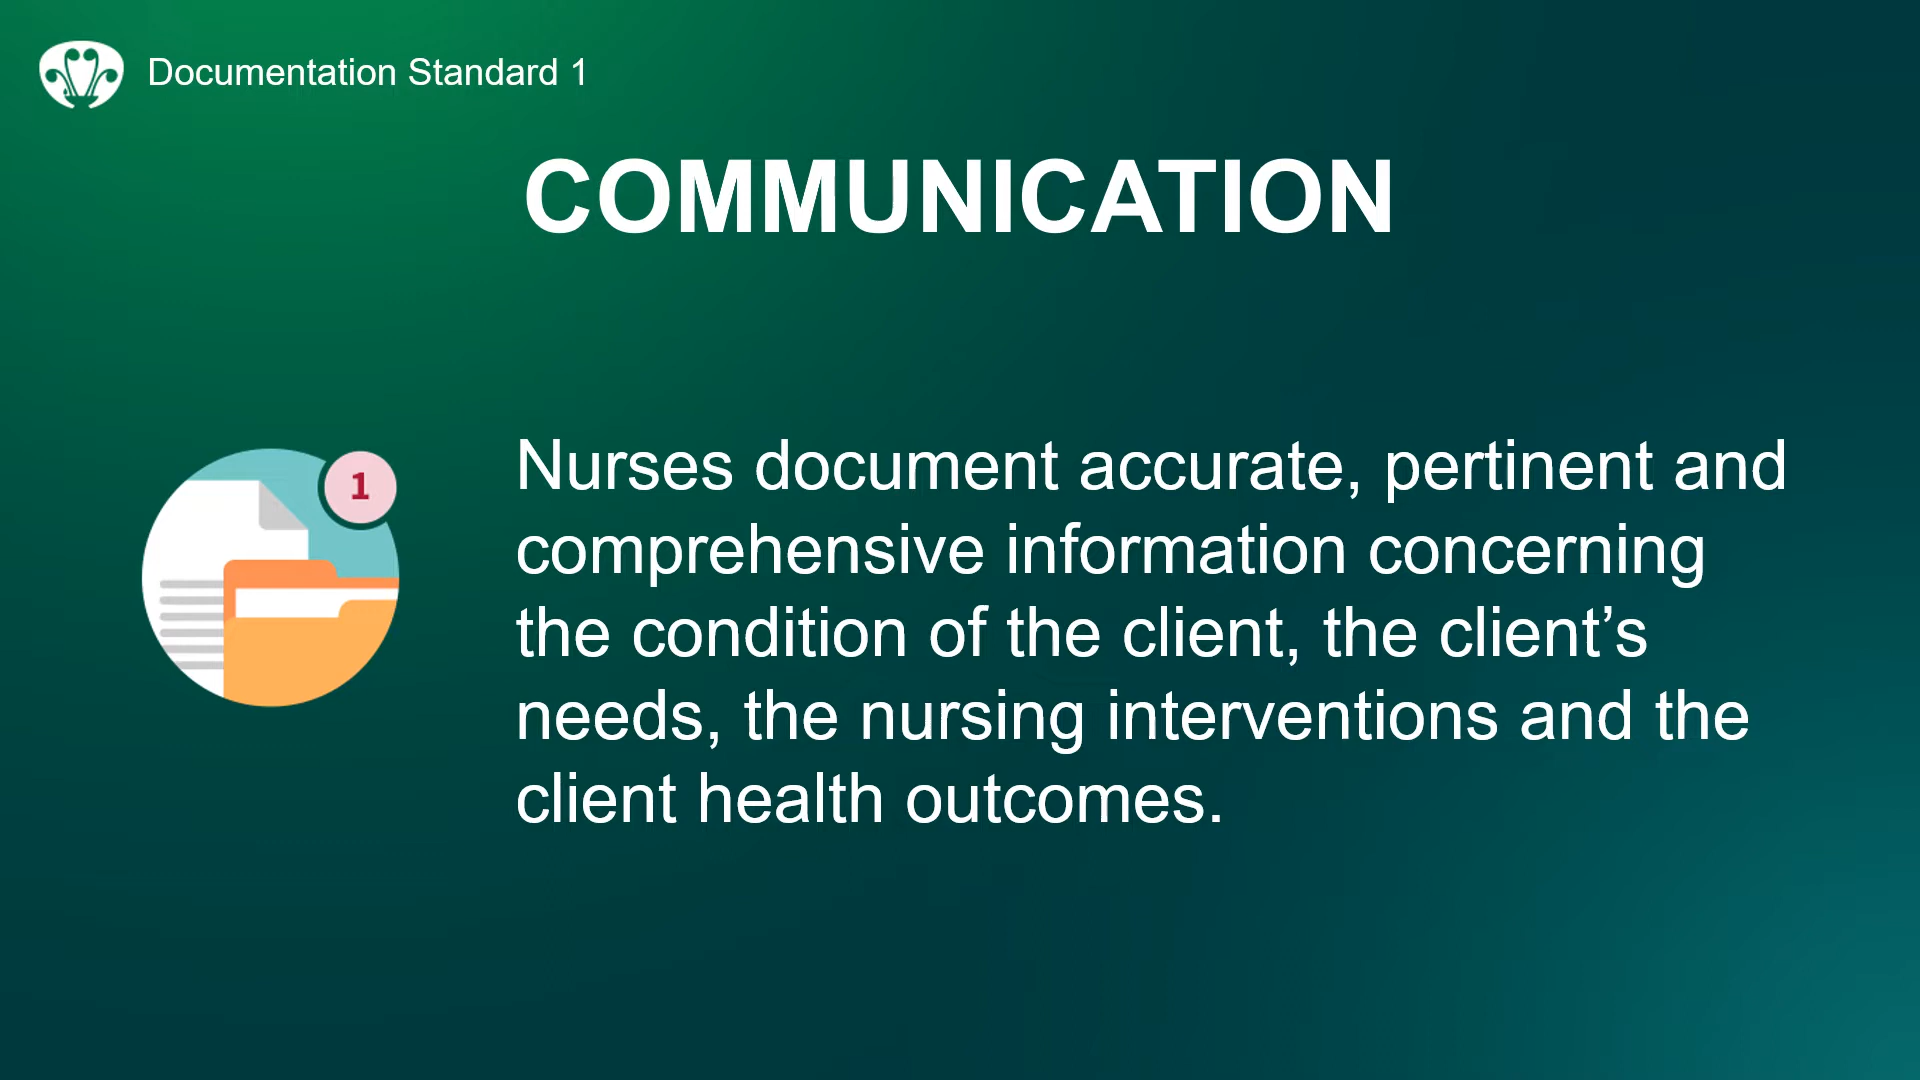 Documentation Standard 1
COMMUNICATION
1
Nurses document accurate, pertinent and
comprehensive information concerning
the condition of the client, the client’s
needs, the nursing interventions and the
client health outcomes.